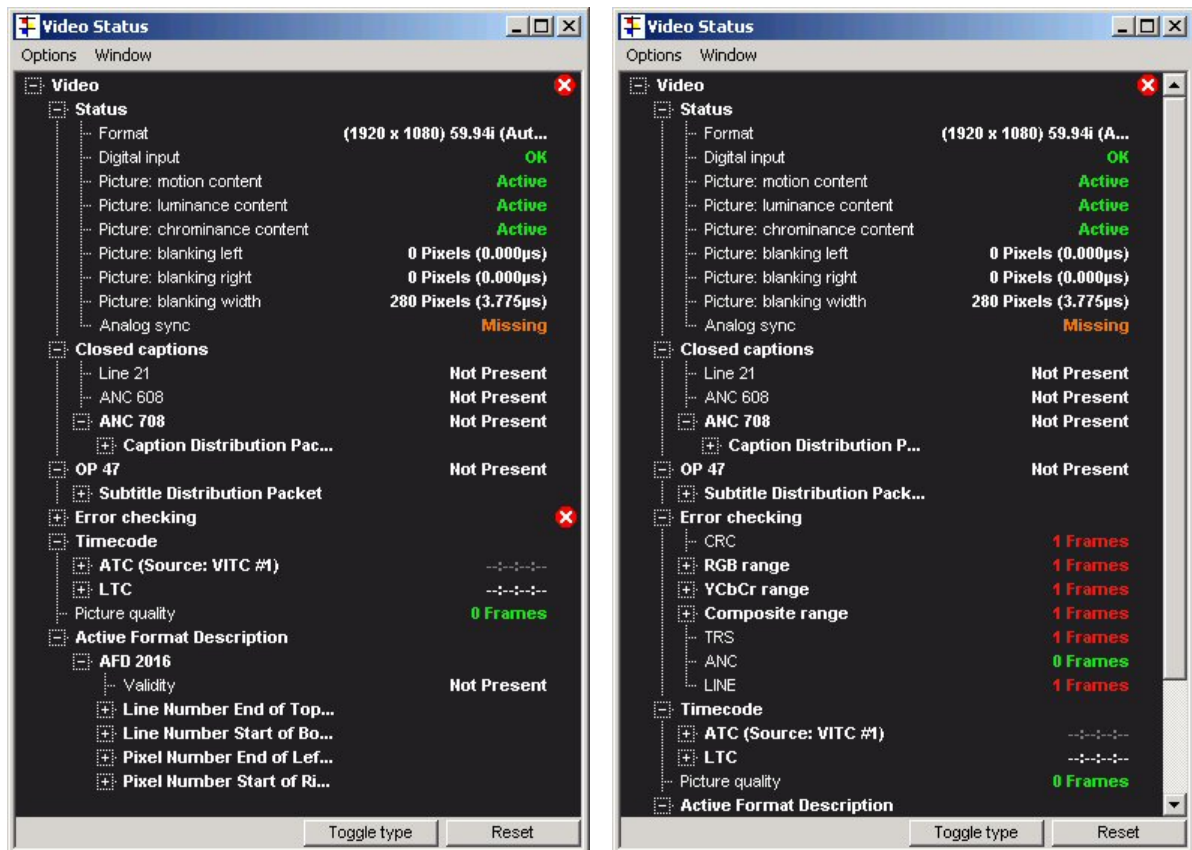 Video Status
Options Window
Video
Status
Format (1920 x 1080) 59.94i (Aut...
Digital input OK
Picture: motion content Active
Picture: luminance content Active
Picture: chrominance content Active
Picture: blanking left 0 Pixels (0.000µs)
Picture: blanking right 0 Pixels (0.000µs)
Picture: blanking width 280 Pixels (3.775µs)
Analog sync Missing
Closed captions
Line 21 Not Present
ANC 608 Not Present
ANC 708 Not Present
Caption Distribution Pac...
OP 47 Not Present
Subtitle Distribution Packet
Error checking
Timecode
ATC (Source: VITC #1) --:--:--:--
LTC --:--:--:--
Picture quality 0 Frames
Active Format Description
AFD 2016
Validity Not Present
Line Number End of Top...
Line Number Start of Bo...
Pixel Number End of Lef...
Pixel Number Start of Ri...
Toggle type Reset
Video Status
Options Window
Video
Status
Format (1920 x 1080) 59.94i (A...
Digital input OK
Picture: motion content Active
Picture: luminance content Active
Picture: chrominance content Active
Picture: blanking left 0 Pixels (0.000µs)
Picture: blanking right 0 Pixels (0.000µs)
Picture: blanking width 280 Pixels (3.775µs)
Analog sync Missing
Closed captions
Line 21 Not Present
ANC 608 Not Present
ANC 708 Not Present
Caption Distribution P...
OP 47 Not Present
Subtitle Distribution Pack...
Error checking
CRC 1 Frames
RGB range 1 Frames
YCbCr range 1 Frames
Composite range 1 Frames
TRS 1 Frames
ANC 0 Frames
LINE 1 Frames
Timecode
ATC (Source: VITC #1) --:--:--:--
LTC --:--:--:--
Picture quality 0 Frames
Active Format Description
Toggle type Reset